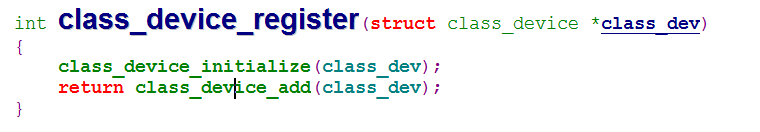 int class_device_register(struct class_device *class_dev)
{
    class_device_initialize(class_dev);
    return class_device_add(class_dev);
}